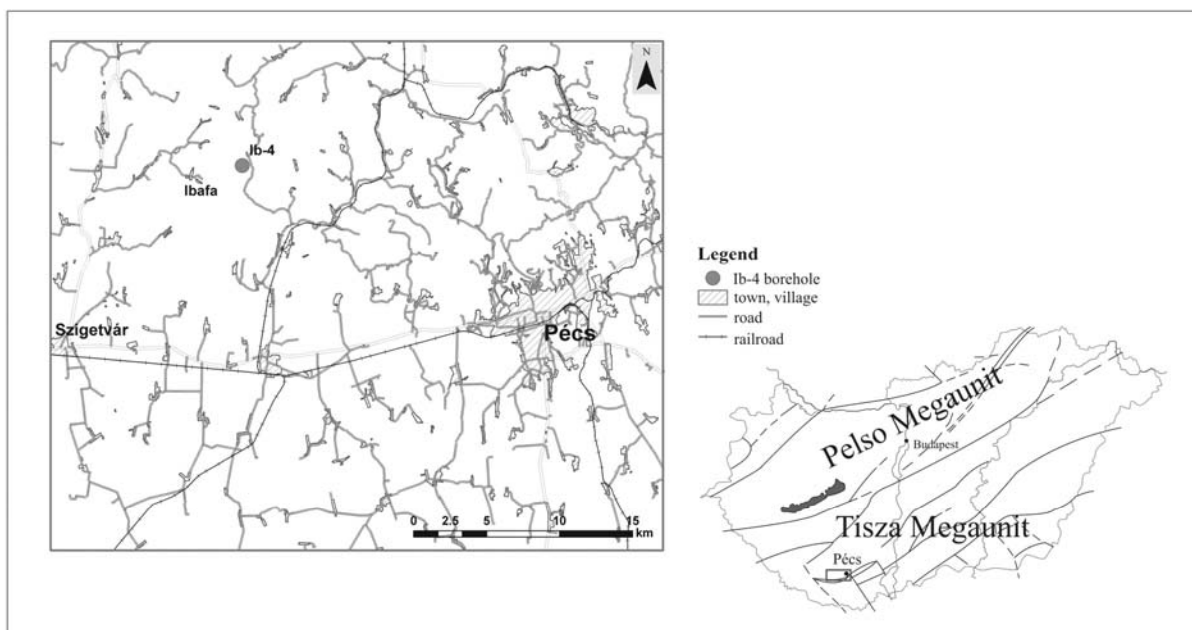 N
Ib-4
Ibafa
Szigetvár
Pécs
0 2.5 5 10 15
km
Legend
Ib-4 borehole
town, village
road
railroad
Pelso Megaunit
Budapest
Tisza Megaunit
Pécs